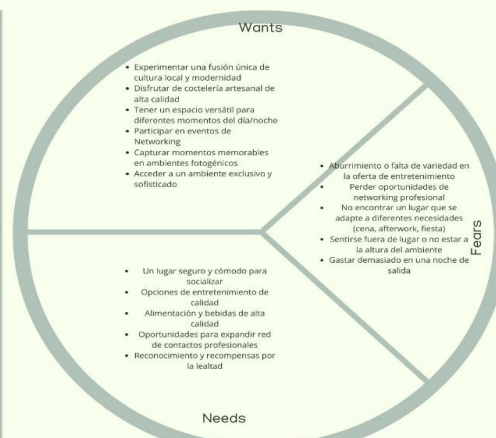 Wants
• Experimentar una fusión única de
cultura local y modernidad
• Disfrutar de coctelería artesanal de
alta calidad
• Tener un espacio versátil para
diferentes momentos del día/noche
• Participar en eventos de
Networking
• Capturar momentos memorables
en ambientes fotogénicos
• Acceder a un ambiente exclusivo y
sofisticado
• Aburrimiento o falta de variedad en
la oferta de entretenimiento
• Perder oportunidades de
networking profesional
• No encontrar un lugar que se
adapte a diferentes necesidades
(cena, afterwork, fiesta)
• Sentirse fuera de lugar o no estar a
la altura del ambiente
• Gastar demasiado en una noche de
salida
Fears
• Un lugar seguro y cómodo para
socializar
• Opciones de entretenimiento de
calidad
• Alimentación y bebidas de alta
calidad
• Oportunidades para expandir red
de contactos profesionales
• Reconocimiento y recompensas por
la lealtad
Needs